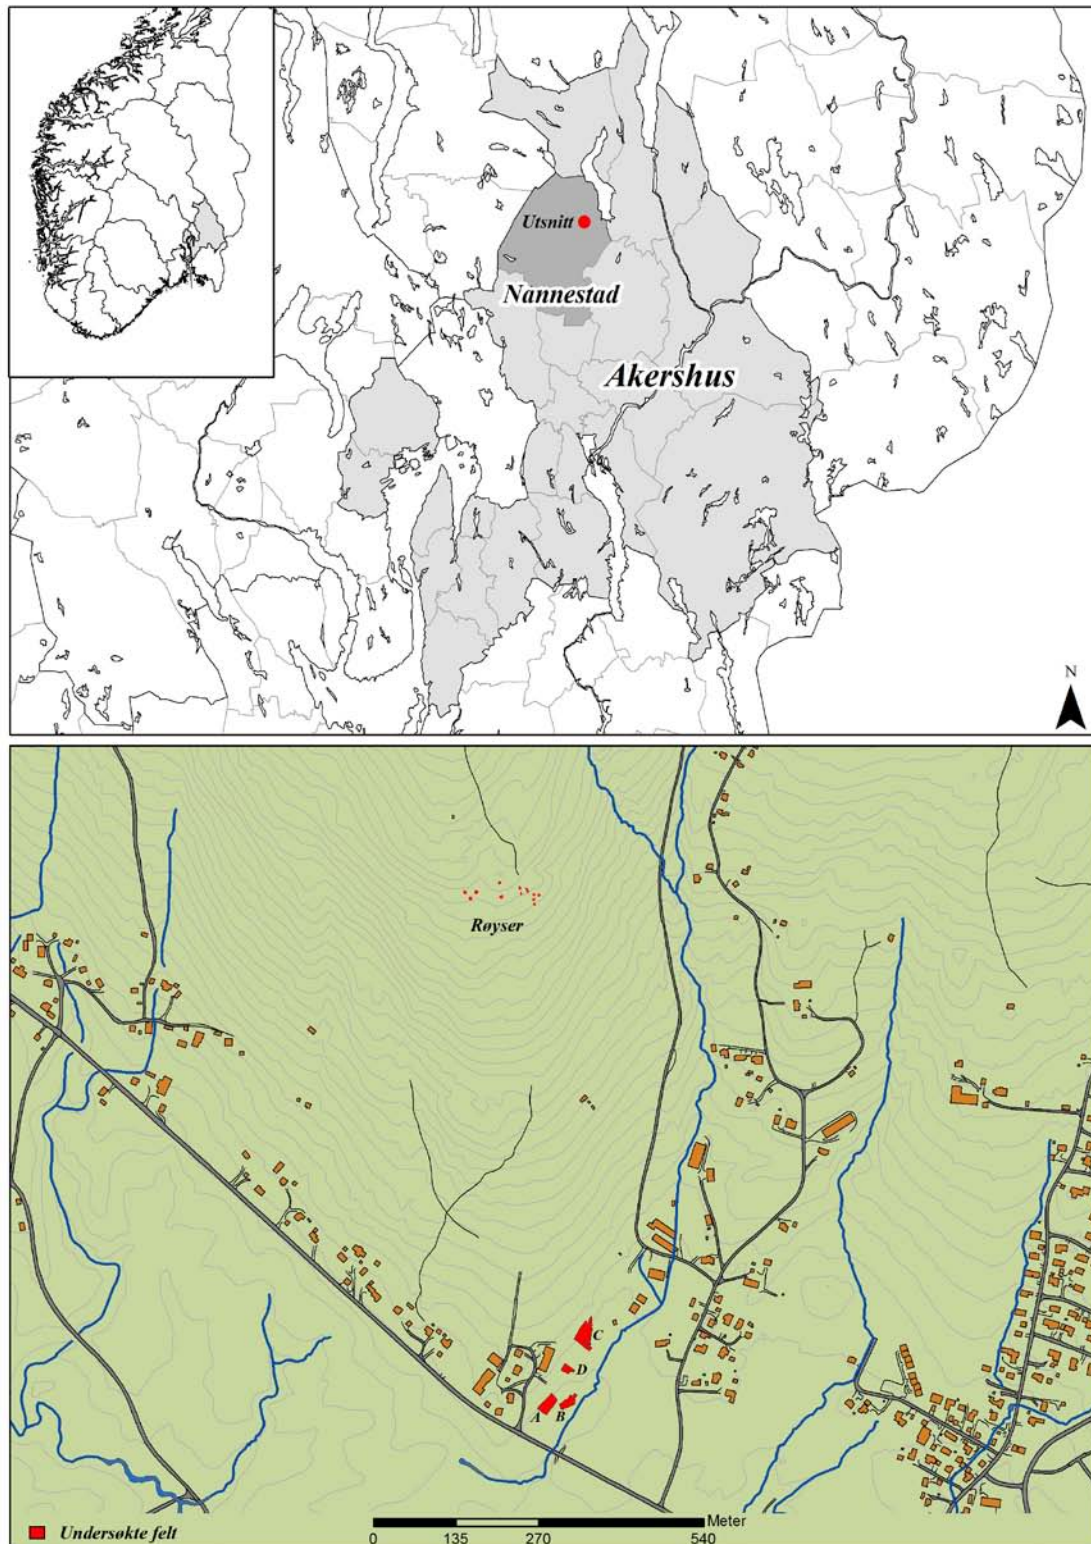 Utsnitt
Nannestad
Akershus
N
Røyser
C
D
A
B
Undersøkte felt
Meter
0 135 270 540